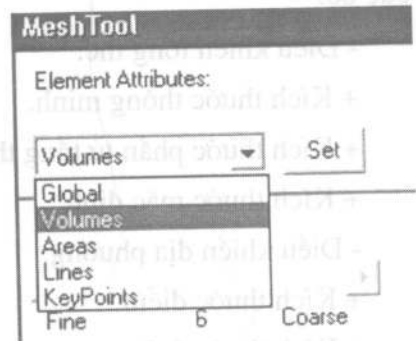 MeshTool
Element Attributes:
Volumes Set
Global
Volumes
Areas
Lines
KeyPoints
Fine 6 Coarse